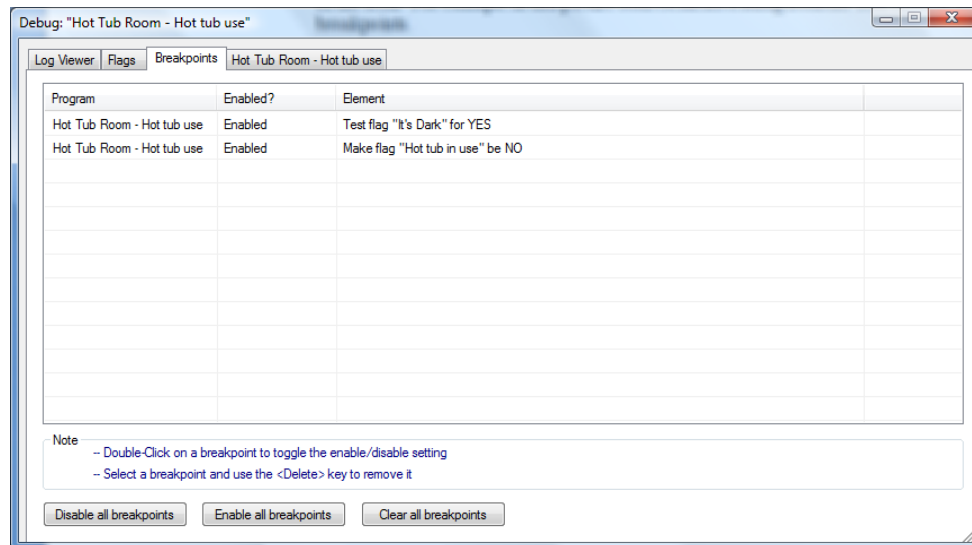 Debug: "Hot Tub Room - Hot tub use"
Log Viewer Flags Breakpoints Hot Tub Room - Hot tub use
Program Enabled? Element
Hot Tub Room - Hot tub use Enabled Test flag "It's Dark" for YES
Hot Tub Room - Hot tub use Enabled Make flag "Hot tub in use" be NO
Note
-- Double-Click on a breakpoint to toggle the enable/disable setting
-- Select a breakpoint and use the <Delete> key to remove it
Disable all breakpoints Enable all breakpoints Clear all breakpoints